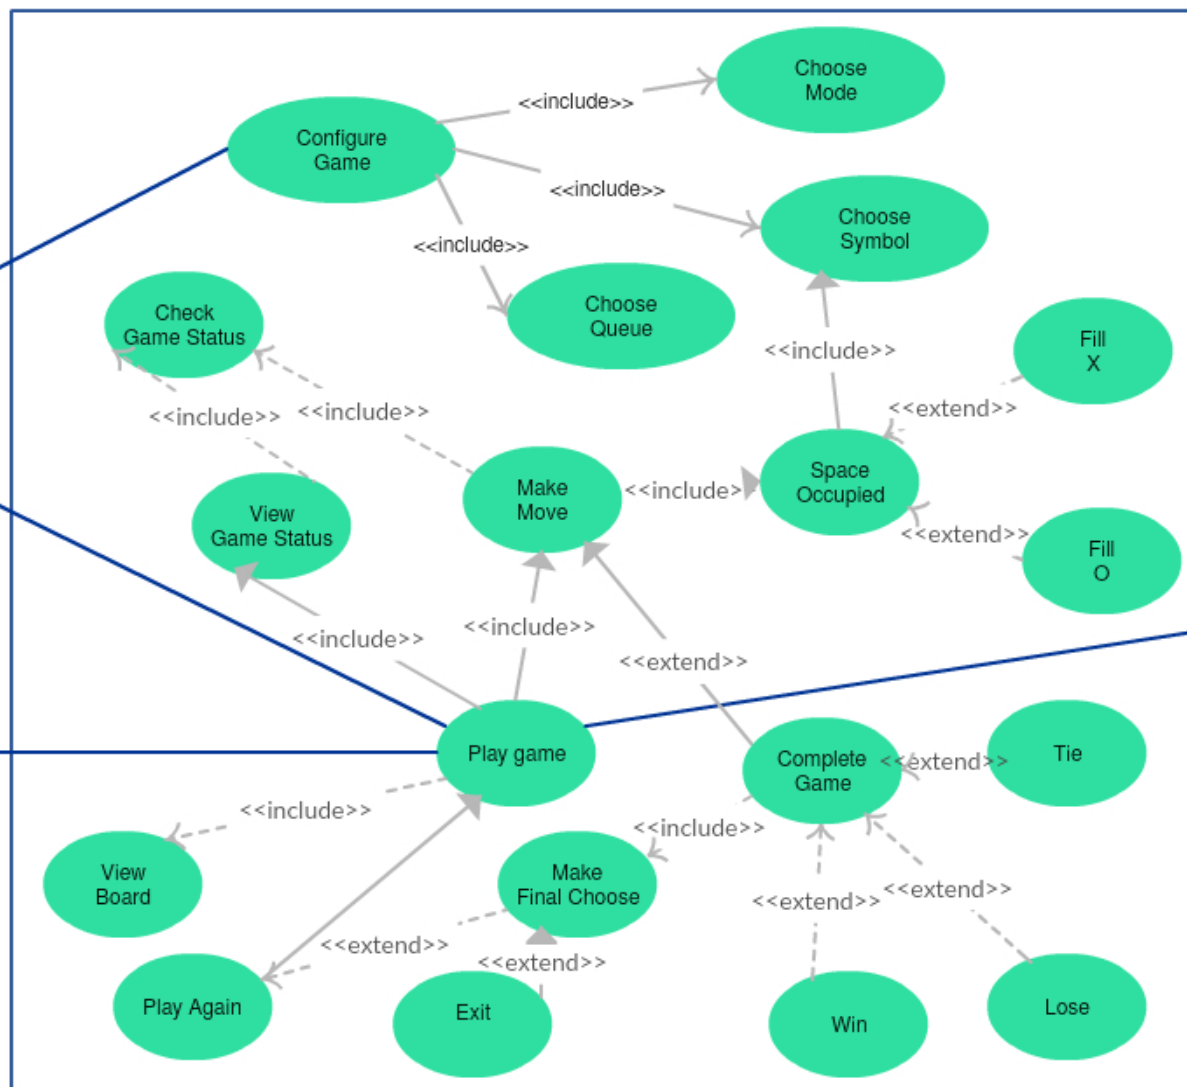 Choose
Mode
<<include>>
Configure
Game
<<include>>
Choose
Symbol
<<include>>
Choose
Queue
Check
Game Status
Fill
X
<<include>>
<<extend>>
<<include>>
<<include>>
Space
Occupied
Make
Move
<<include>
View
Game Status
<<extend>>
Fill
O
<<include>>
<<include>>
<<extend>>
Play game
Complete
Game
<<extend>>
Tie
<<include>>
<<include>>
View
Board
Make
Final Choose
<<extend>>
<<extend>>
<<extend>>
<<extend>>
Play Again
Exit
Win
Lose